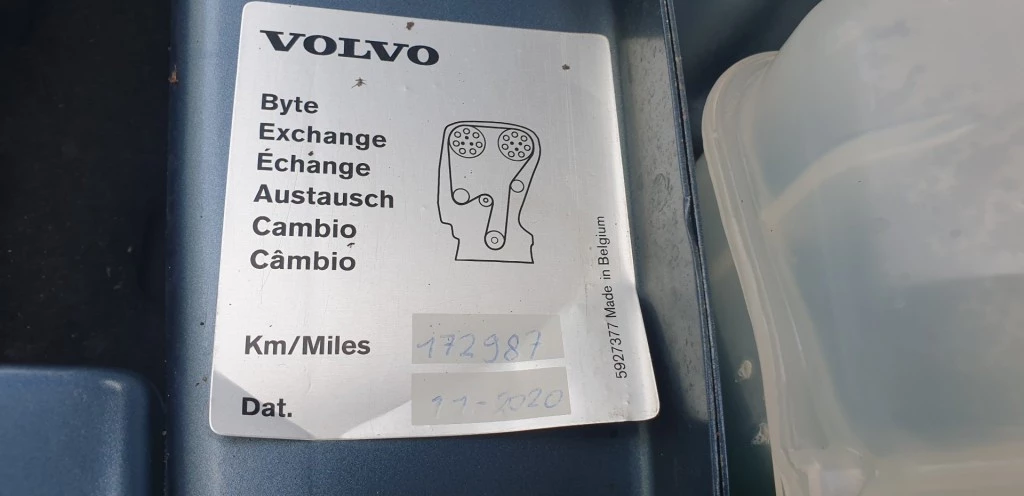 VOLVO
Byte
Exchange
Échange
Austausch
Cambio
Câmbio
Km/Miles 172987
Dat. 11-2020
5927377 Made in Belgium